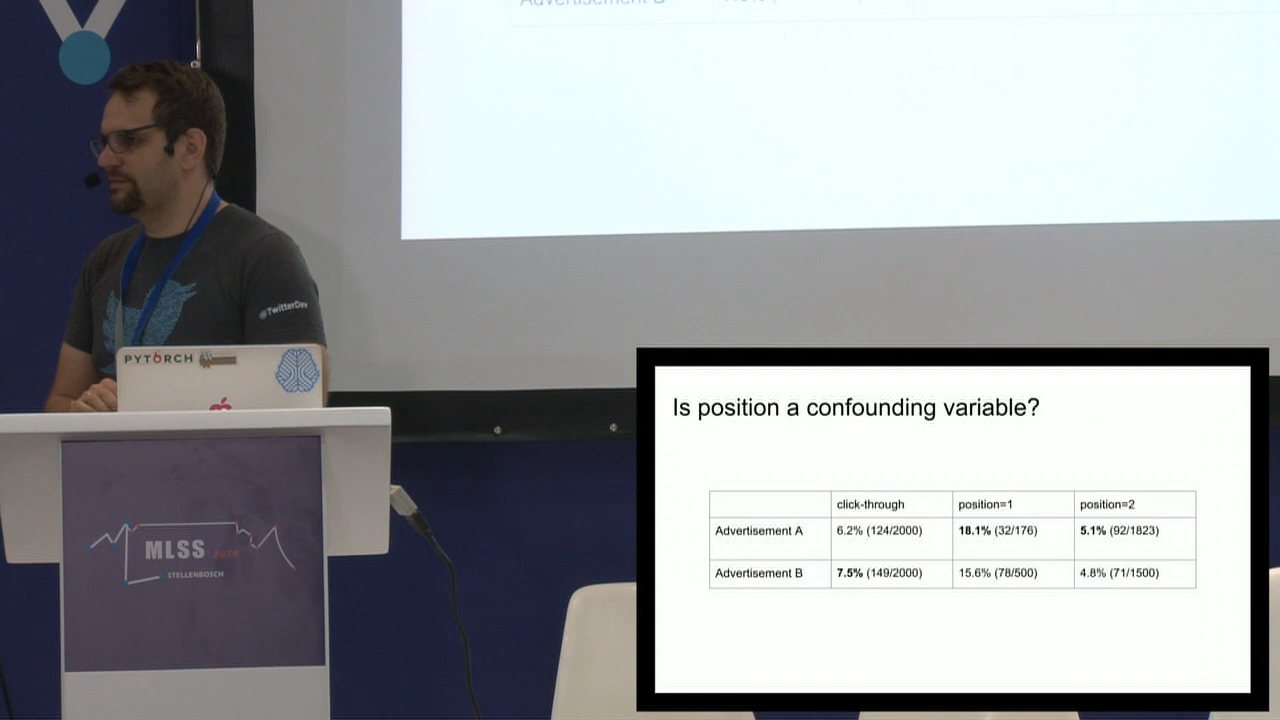 Advertisement B
@TwitterDev
PYTORCH
MLSS 2019
STELLENBOSCH
Is position a confounding variable?
click-through position=1 position=2
Advertisement A 6.2% (124/2000) 18.1% (32/176) 5.1% (92/1823)
Advertisement B 7.5% (149/2000) 15.6% (78/500) 4.8% (71/1500)